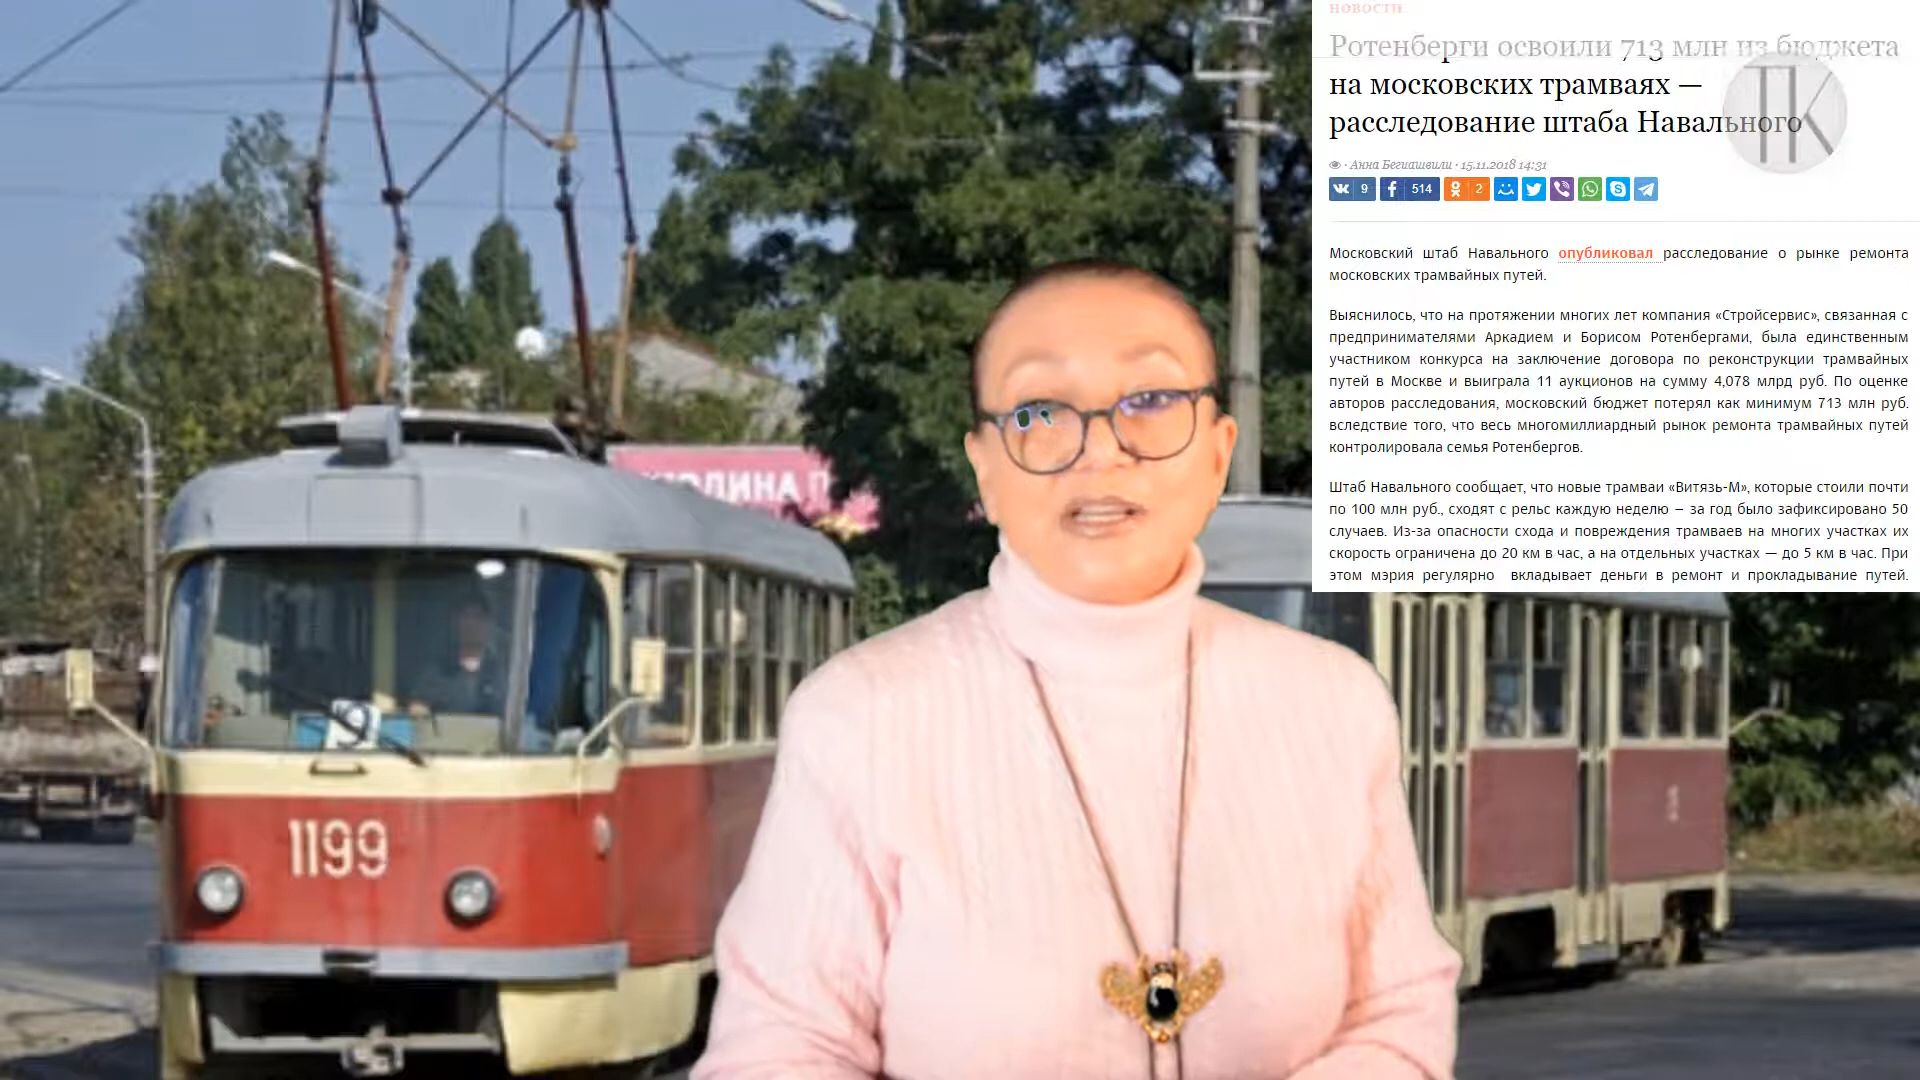 НОВОСТИ
Ротенберги освоили 713 млн из бюджета
на московских трамваях —
расследование штаба Навального
ПК
· Анна Бегиашвили · 15.11.2018 14:31
9 514 2
Московский штаб Навального опубликовал расследование о рынке ремонта
московских трамвайных путей.
Выяснилось, что на протяжении многих лет компания «Стройсервис», связанная с
предпринимателями Аркадием и Борисом Ротенбергами, была единственным
участником конкурса на заключение договора по реконструкции трамвайных
путей в Москве и выиграла 11 аукционов на сумму 4,078 млрд руб. По оценке
авторов расследования, московский бюджет потерял как минимум 713 млн руб.
вследствие того, что весь многомиллиардный рынок ремонта трамвайных путей
контролировала семья Ротенбергов.
Штаб Навального сообщает, что новые трамваи «Витязь-М», которые стоили почти
по 100 млн руб., сходят с рельс каждую неделю – за год было зафиксировано 50
случаев. Из-за опасности схода и повреждения трамваев на многих участках их
скорость ограничена до 20 км в час, а на отдельных участках — до 5 км в час. При
этом мэрия регулярно вкладывает деньги в ремонт и прокладывание путей.
1199